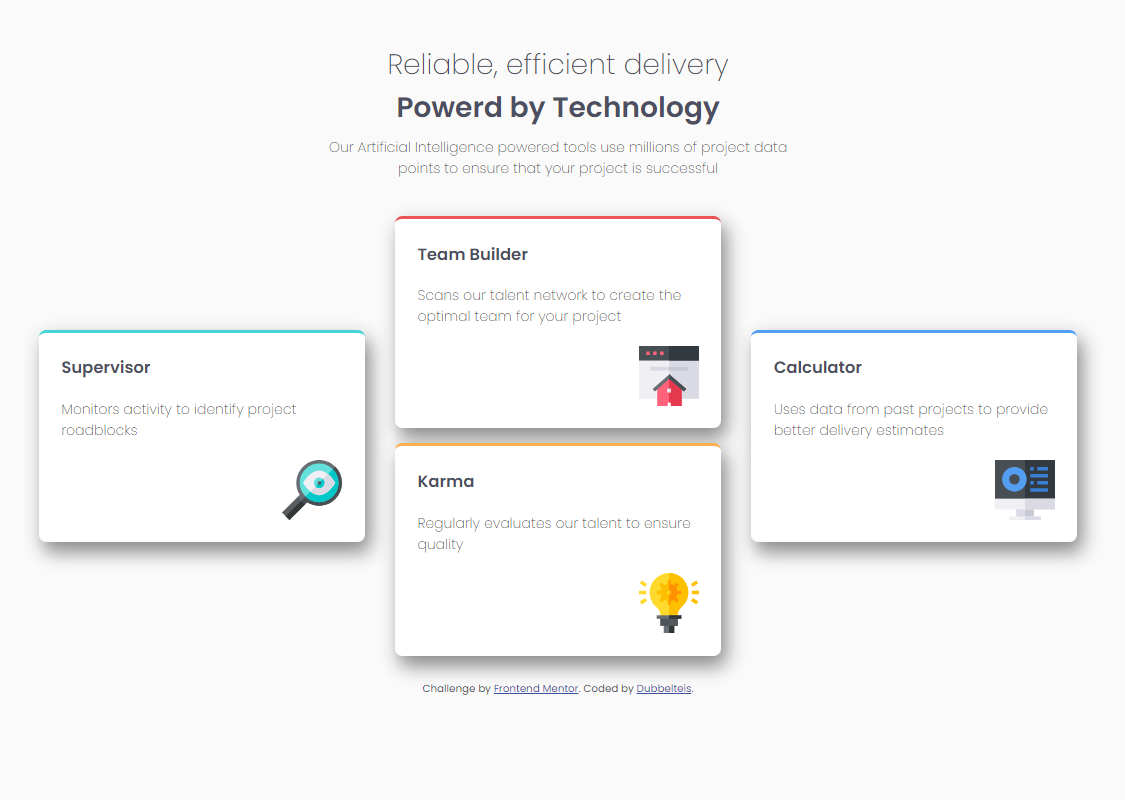 Reliable, efficient delivery
Powerd by Technology
Our Artificial Intelligence powered tools use millions of project data
points to ensure that your project is successful
Supervisor
Monitors activity to identify project
roadblocks
Team Builder
Scans our talent network to create the
optimal team for your project
Karma
Regularly evaluates our talent to ensure
quality
Calculator
Uses data from past projects to provide
better delivery estimates
Challenge by Frontend Mentor. Coded by Dubbelteis.